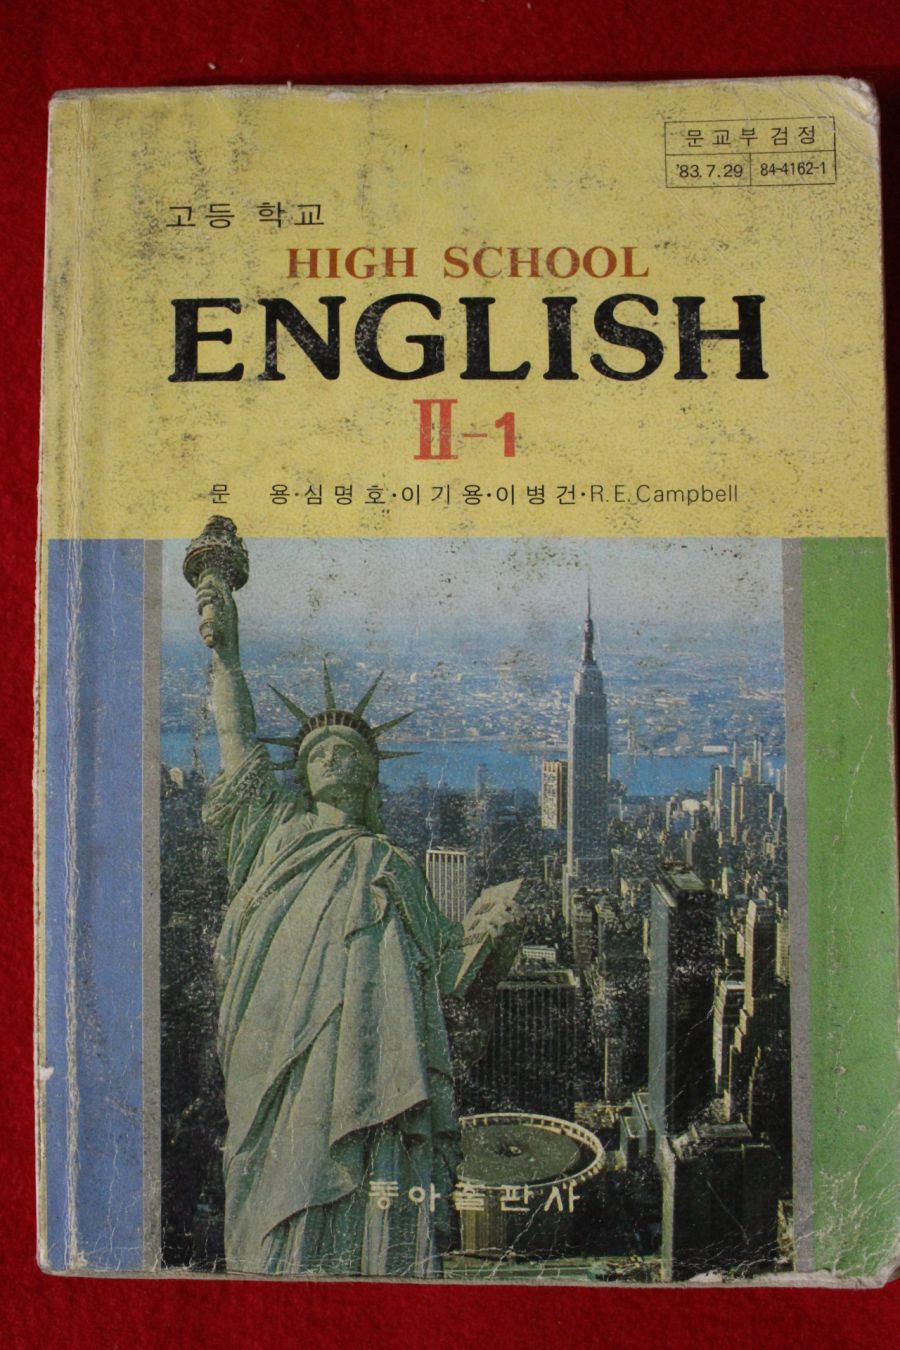 문교부 검정
'83. 7. 29 84-4162-1
고등 학교
HIGH SCHOOL
ENGLISH
II-1
문 용·심명호·이기용·이병건·R.E. Campbell
동아출판사